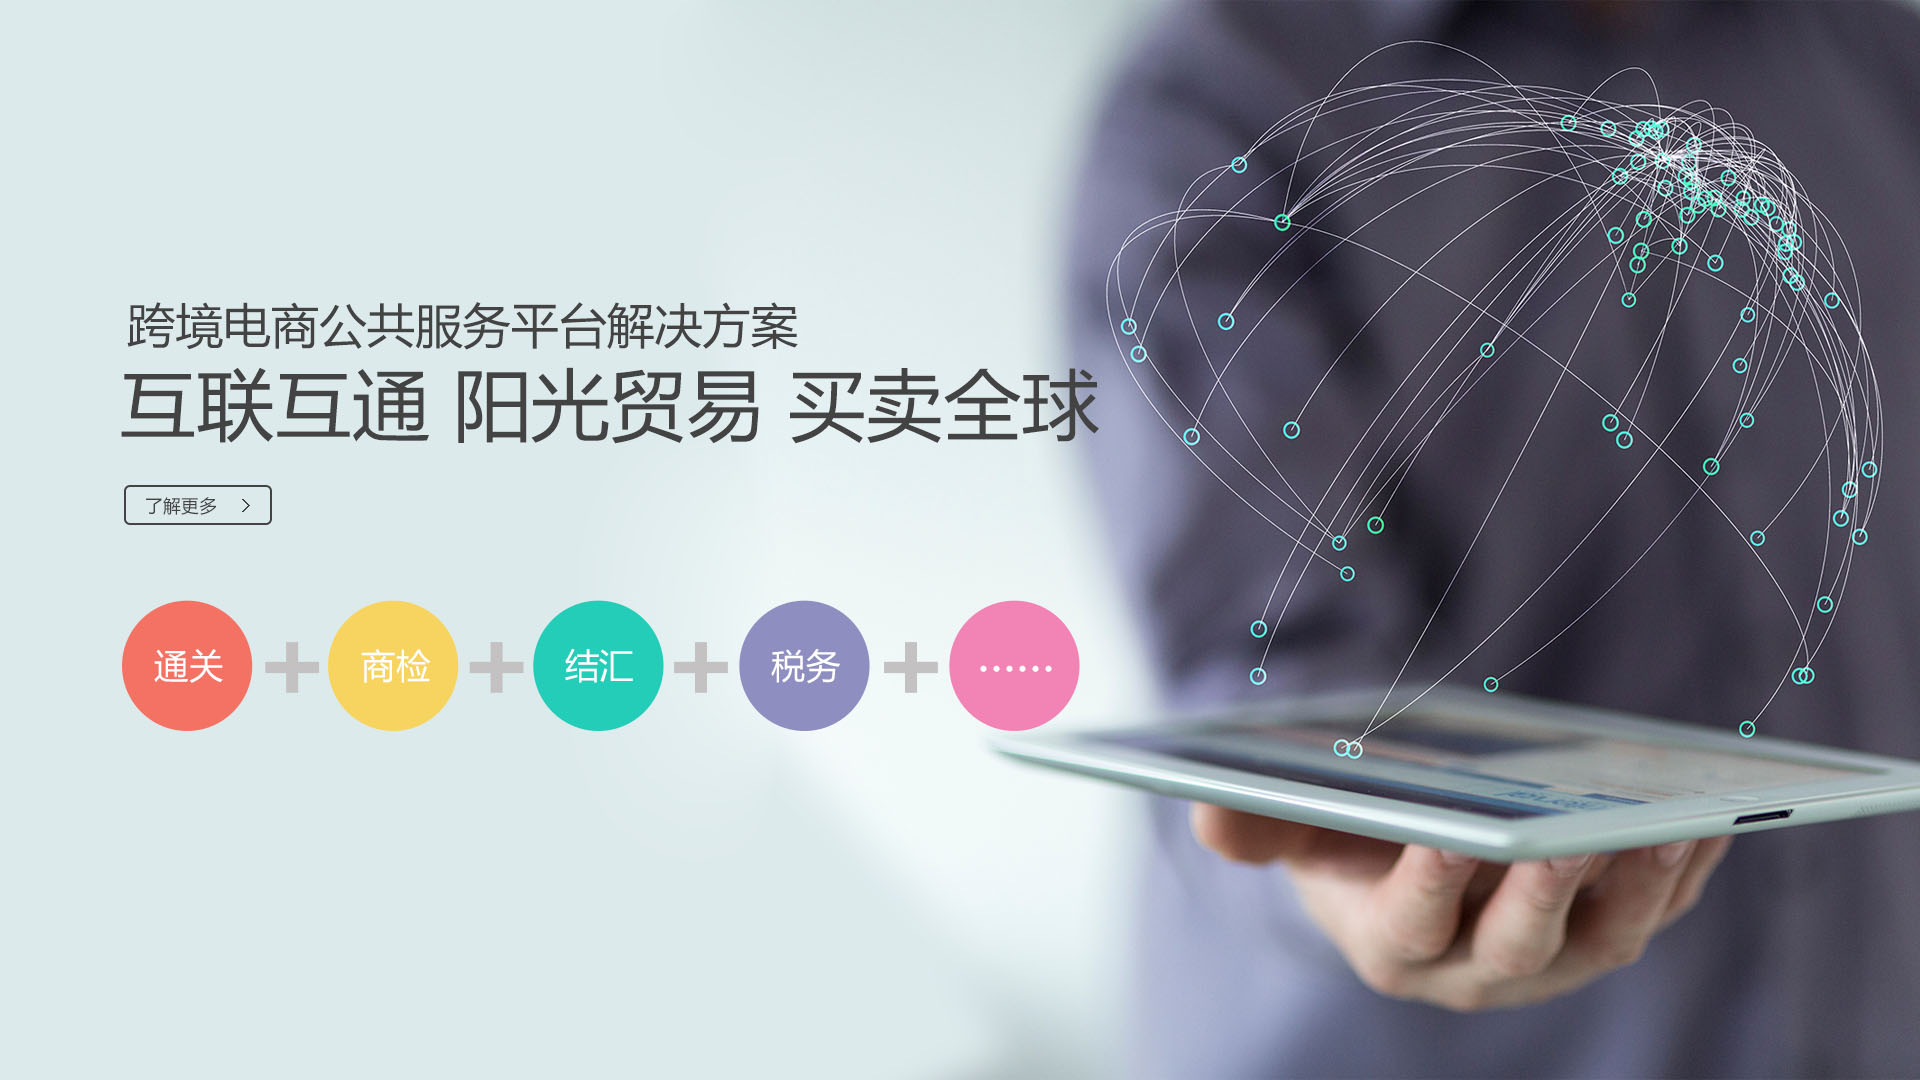 跨境电商公共服务平台解决方案
互联互通 阳光贸易 买卖全球
了解更多 >
通关 + 商检 + 结汇 + 税务 + ……